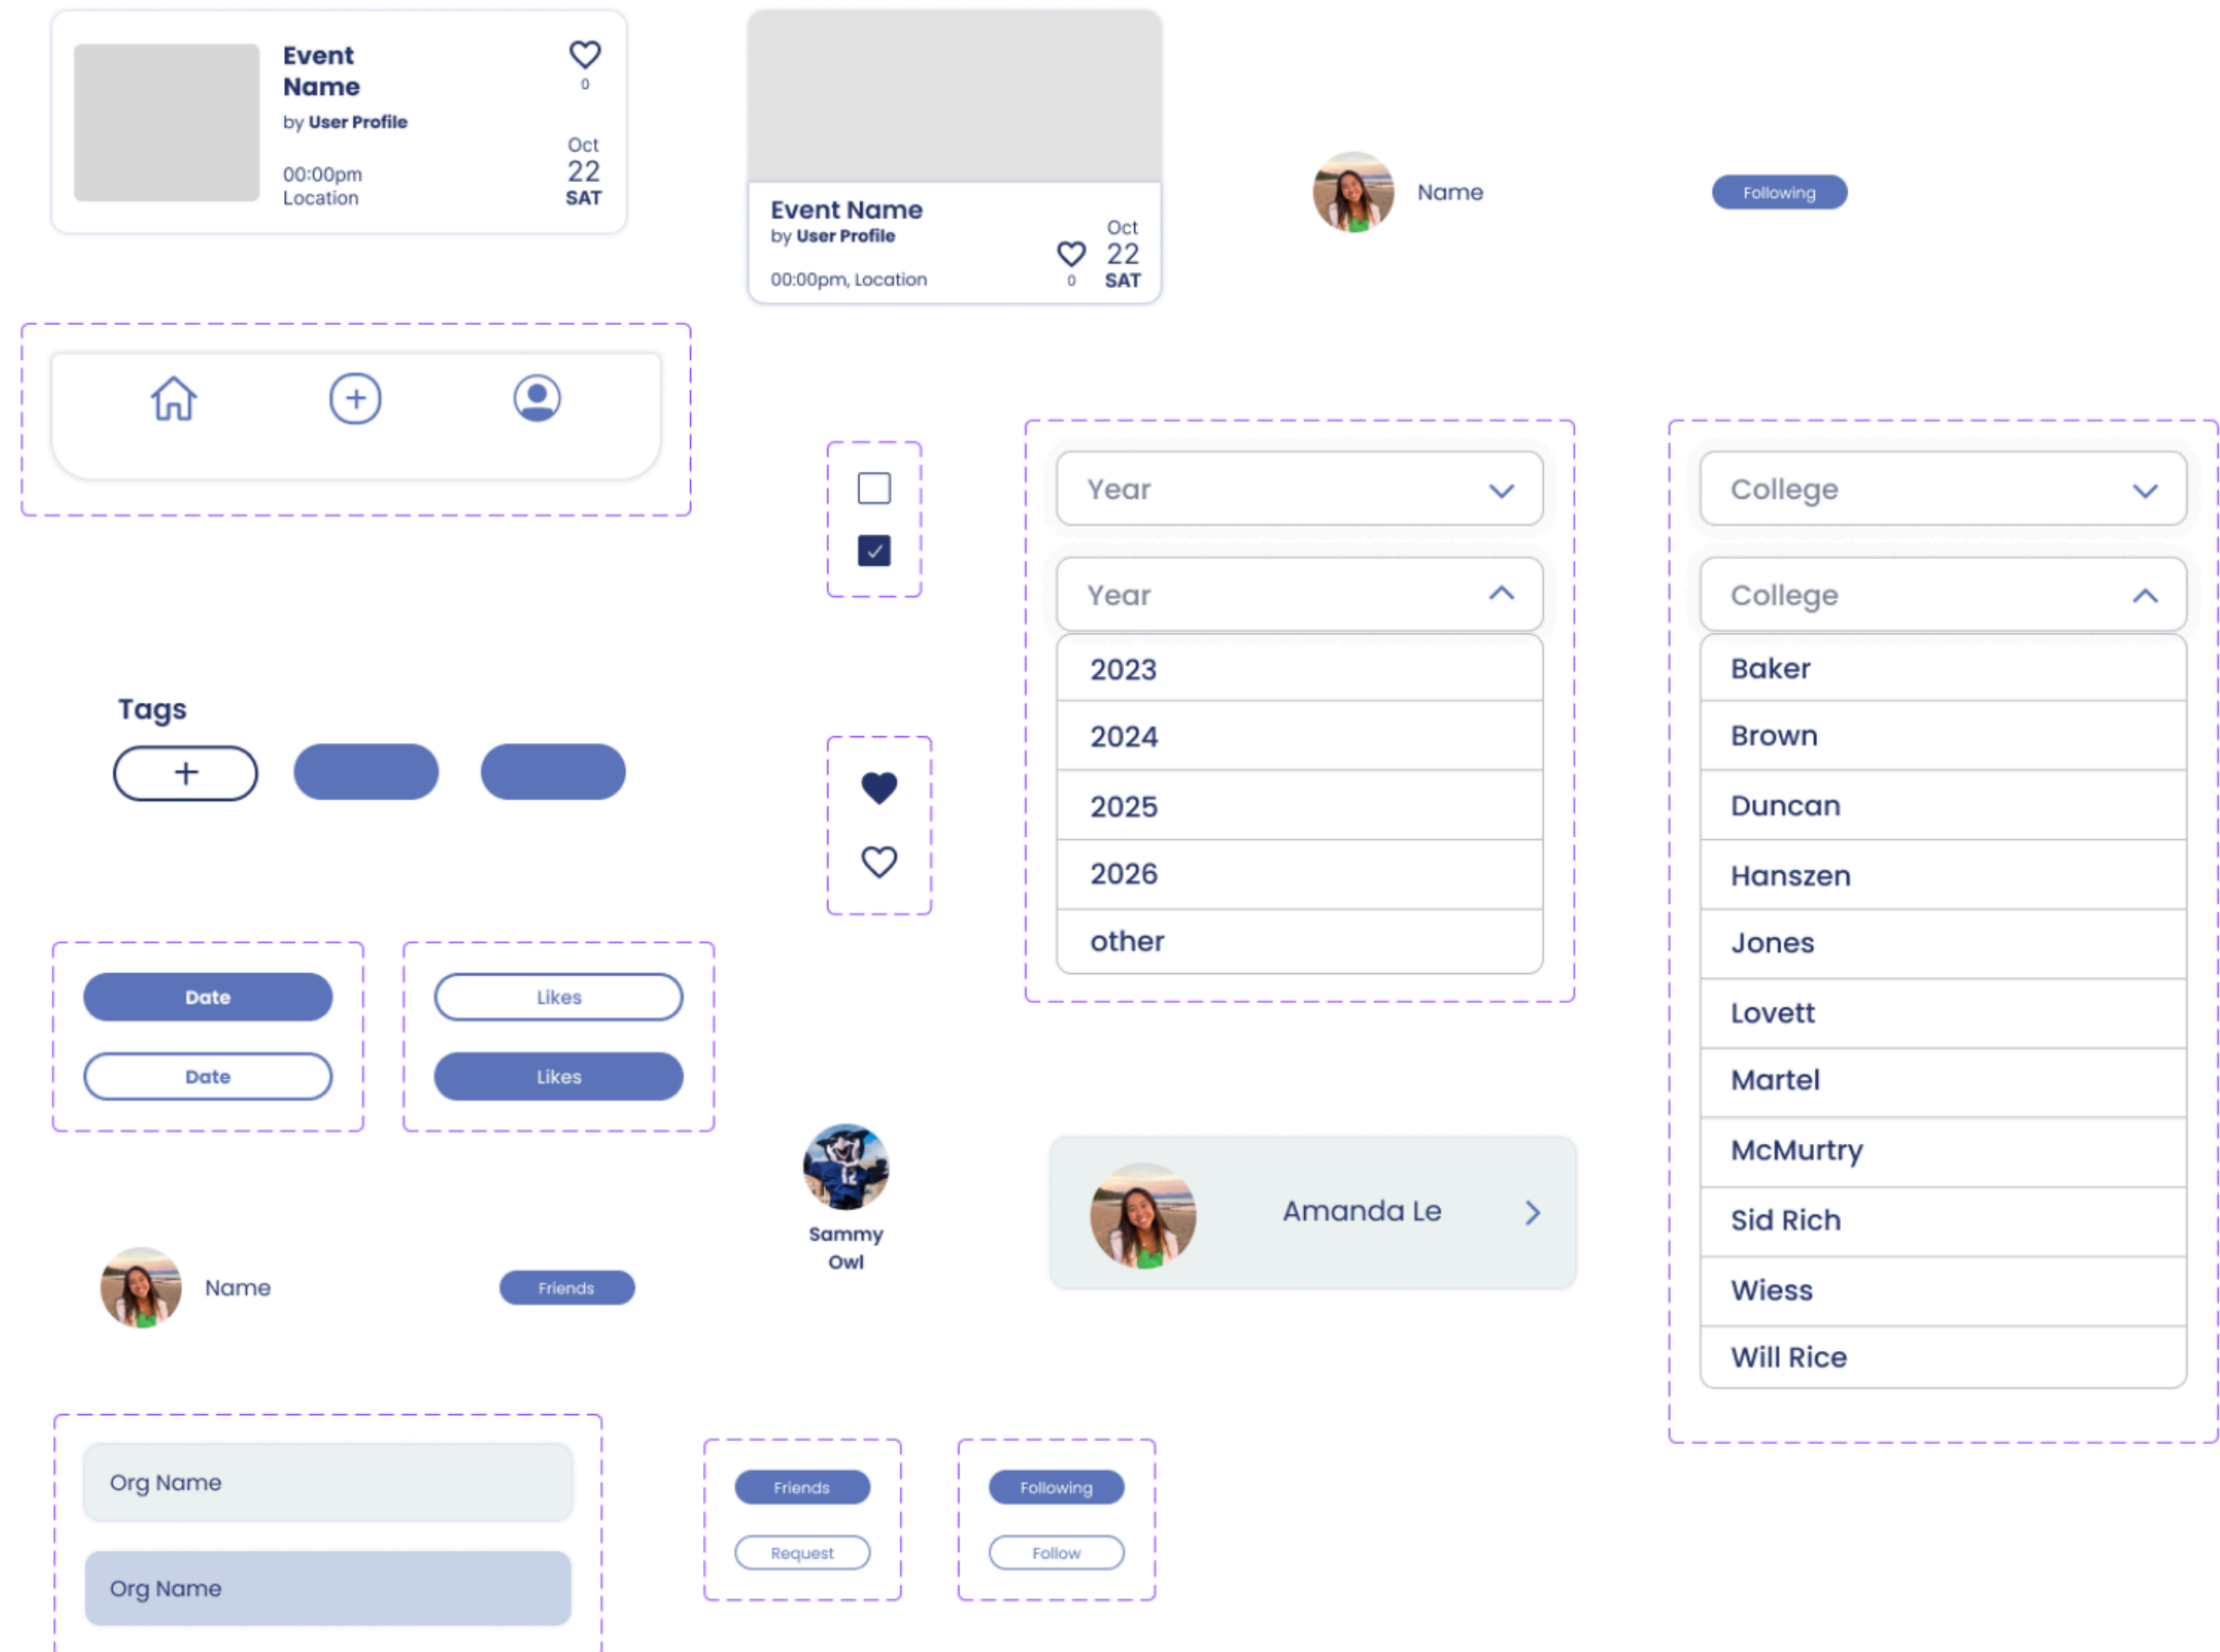 Event
Name
by User Profile
00:00pm
Location
0
Oct
22
SAT
Event Name
by User Profile
00:00pm, Location
0
Oct
22
SAT
Name
Following
Year
Year
2023
2024
2025
2026
other
College
College
Baker
Brown
Duncan
Hanszen
Jones
Lovett
Martel
McMurtry
Sid Rich
Wiess
Will Rice
Tags
Date
Date
Likes
Likes
Sammy
Owl
12
Amanda Le
Name
Friends
Org Name
Org Name
Friends
Request
Following
Follow